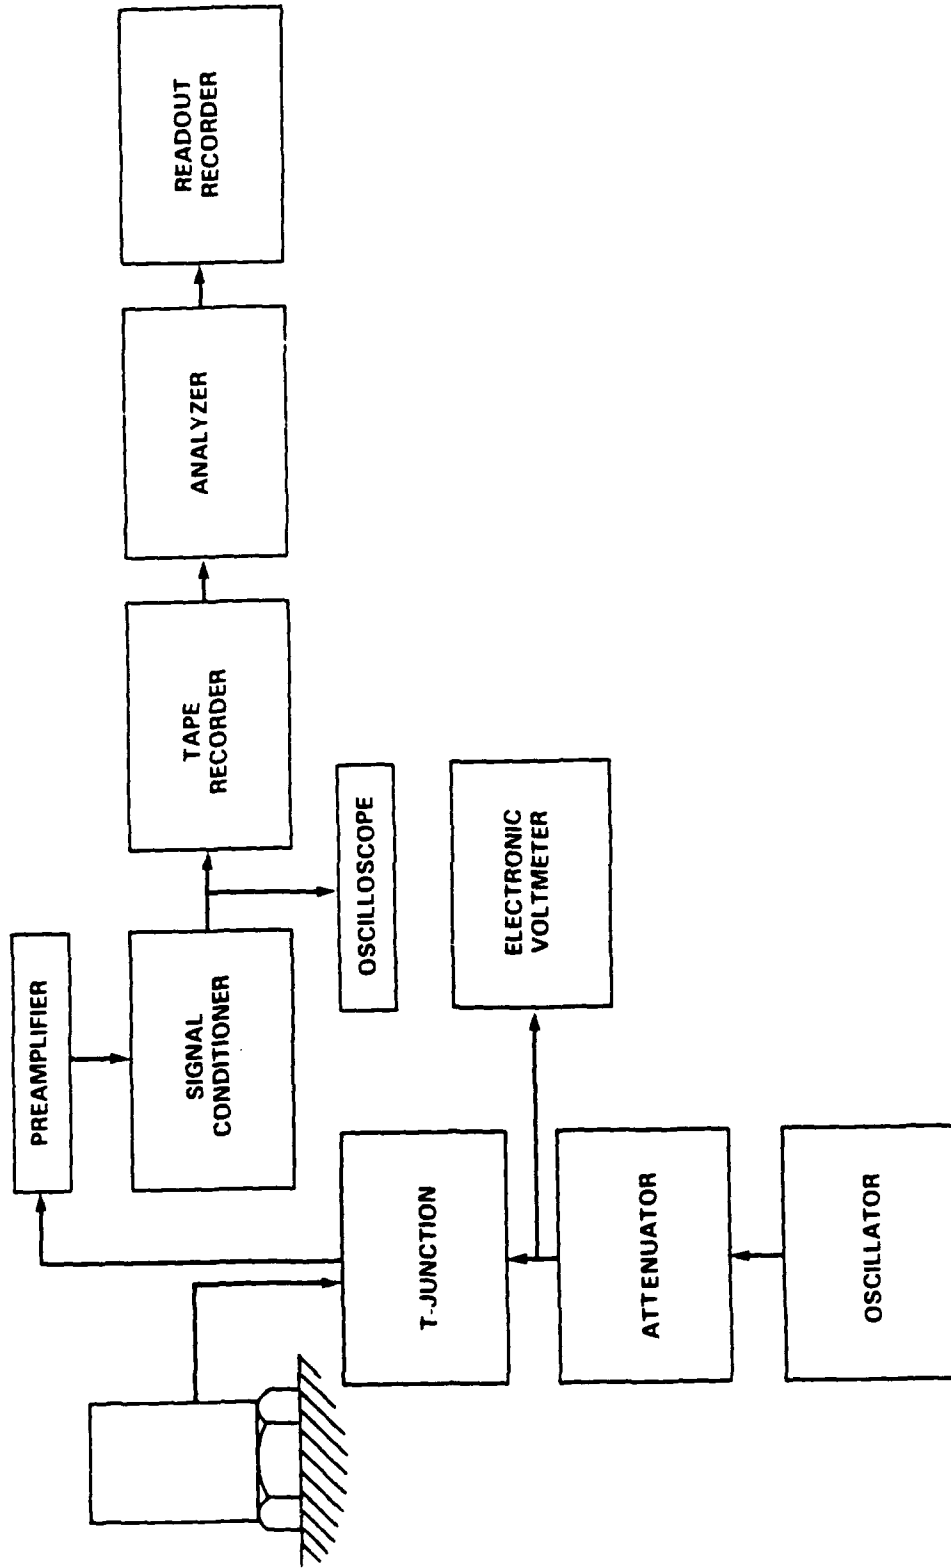 PREAMPLIFIER
SIGNAL
CONDITIONER
TAPE
RECORDER
ANALYZER
READOUT
RECORDER
OSCILLOSCOPE
T-JUNCTION
ELECTRONIC
VOLTMETER
ATTENUATOR
OSCILLATOR